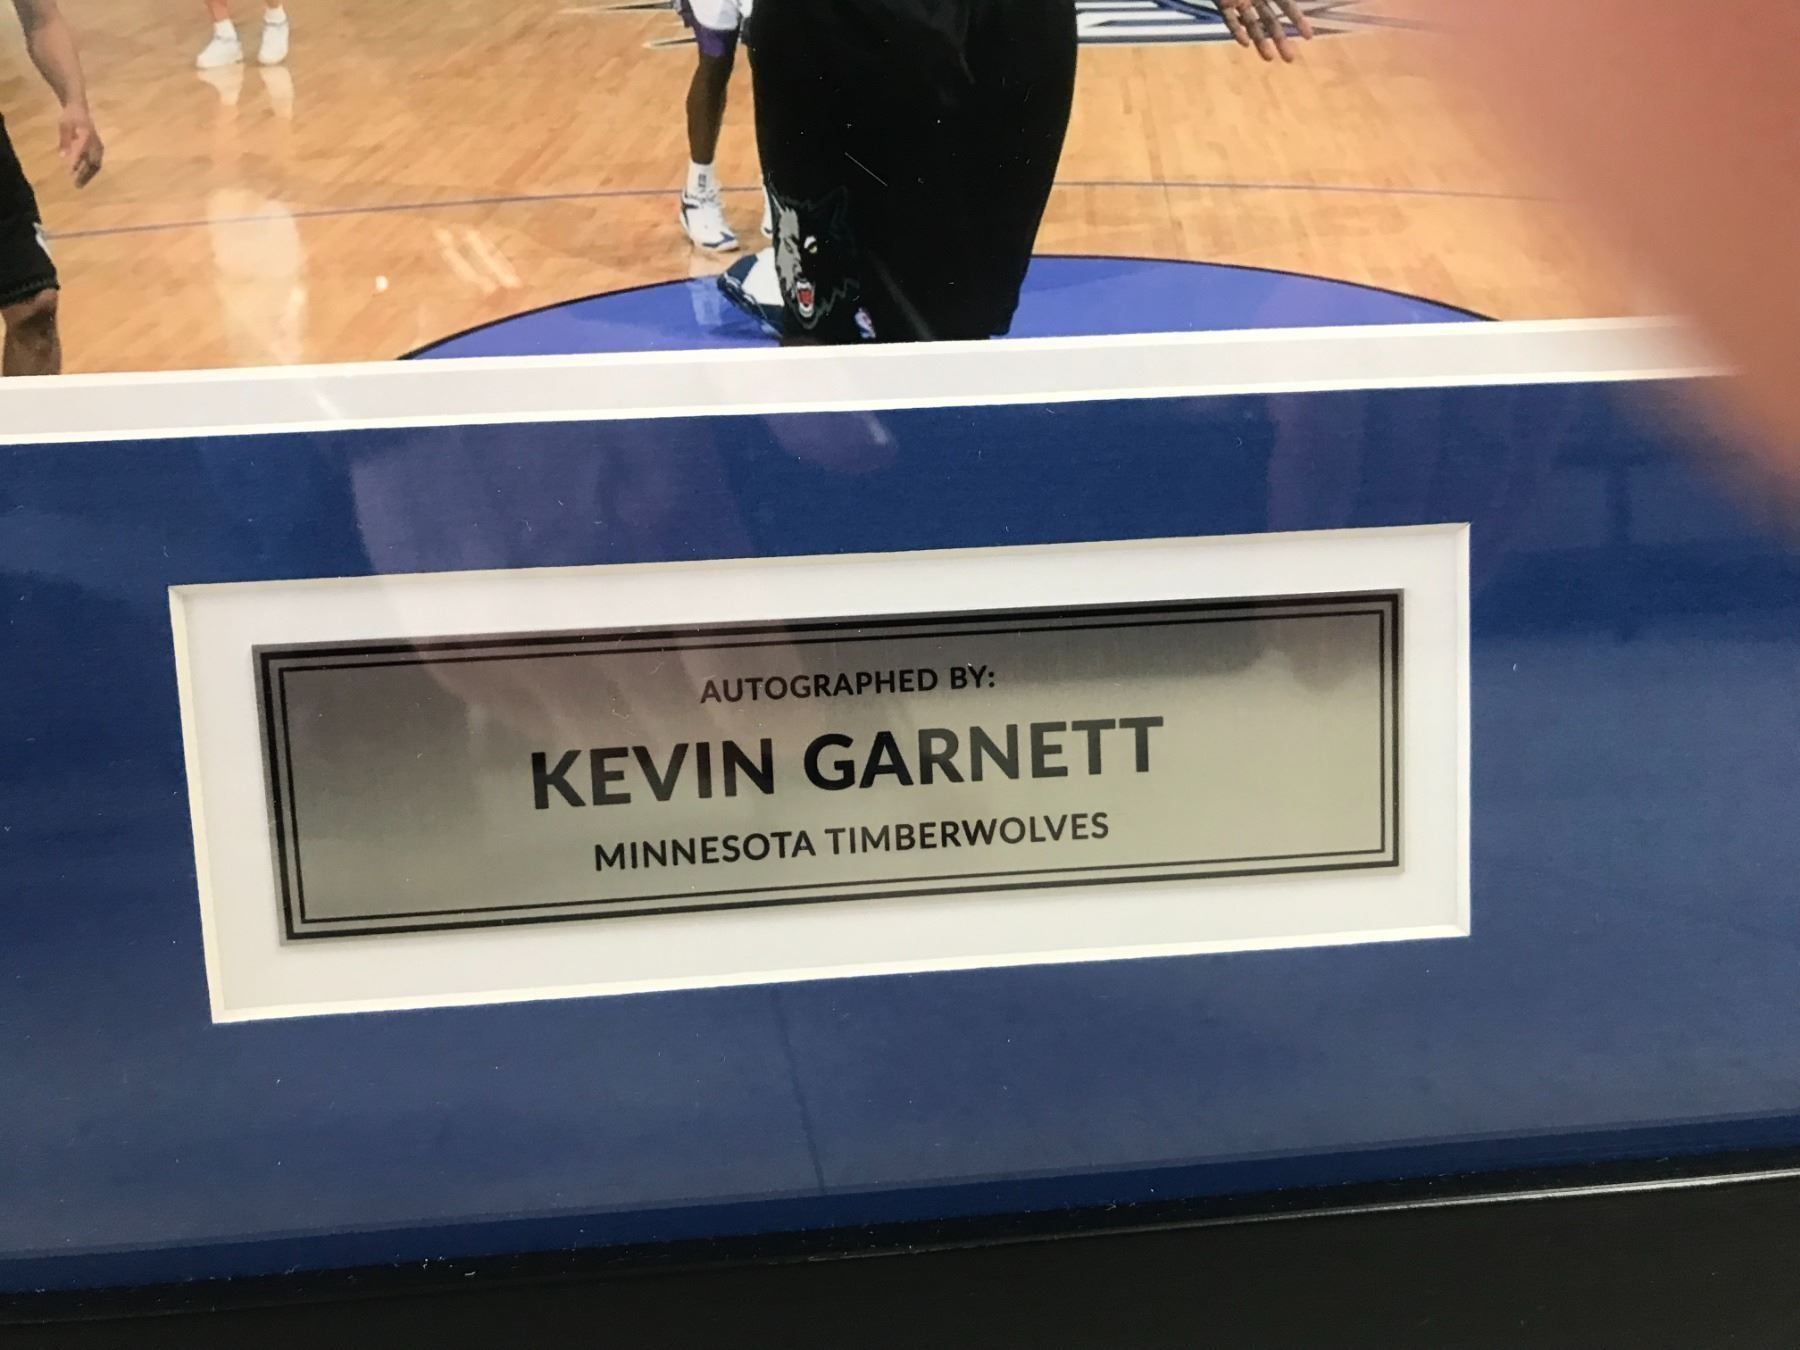 AUTOGRAPHED BY:
KEVIN GARNETT
MINNESOTA TIMBERWOLVES